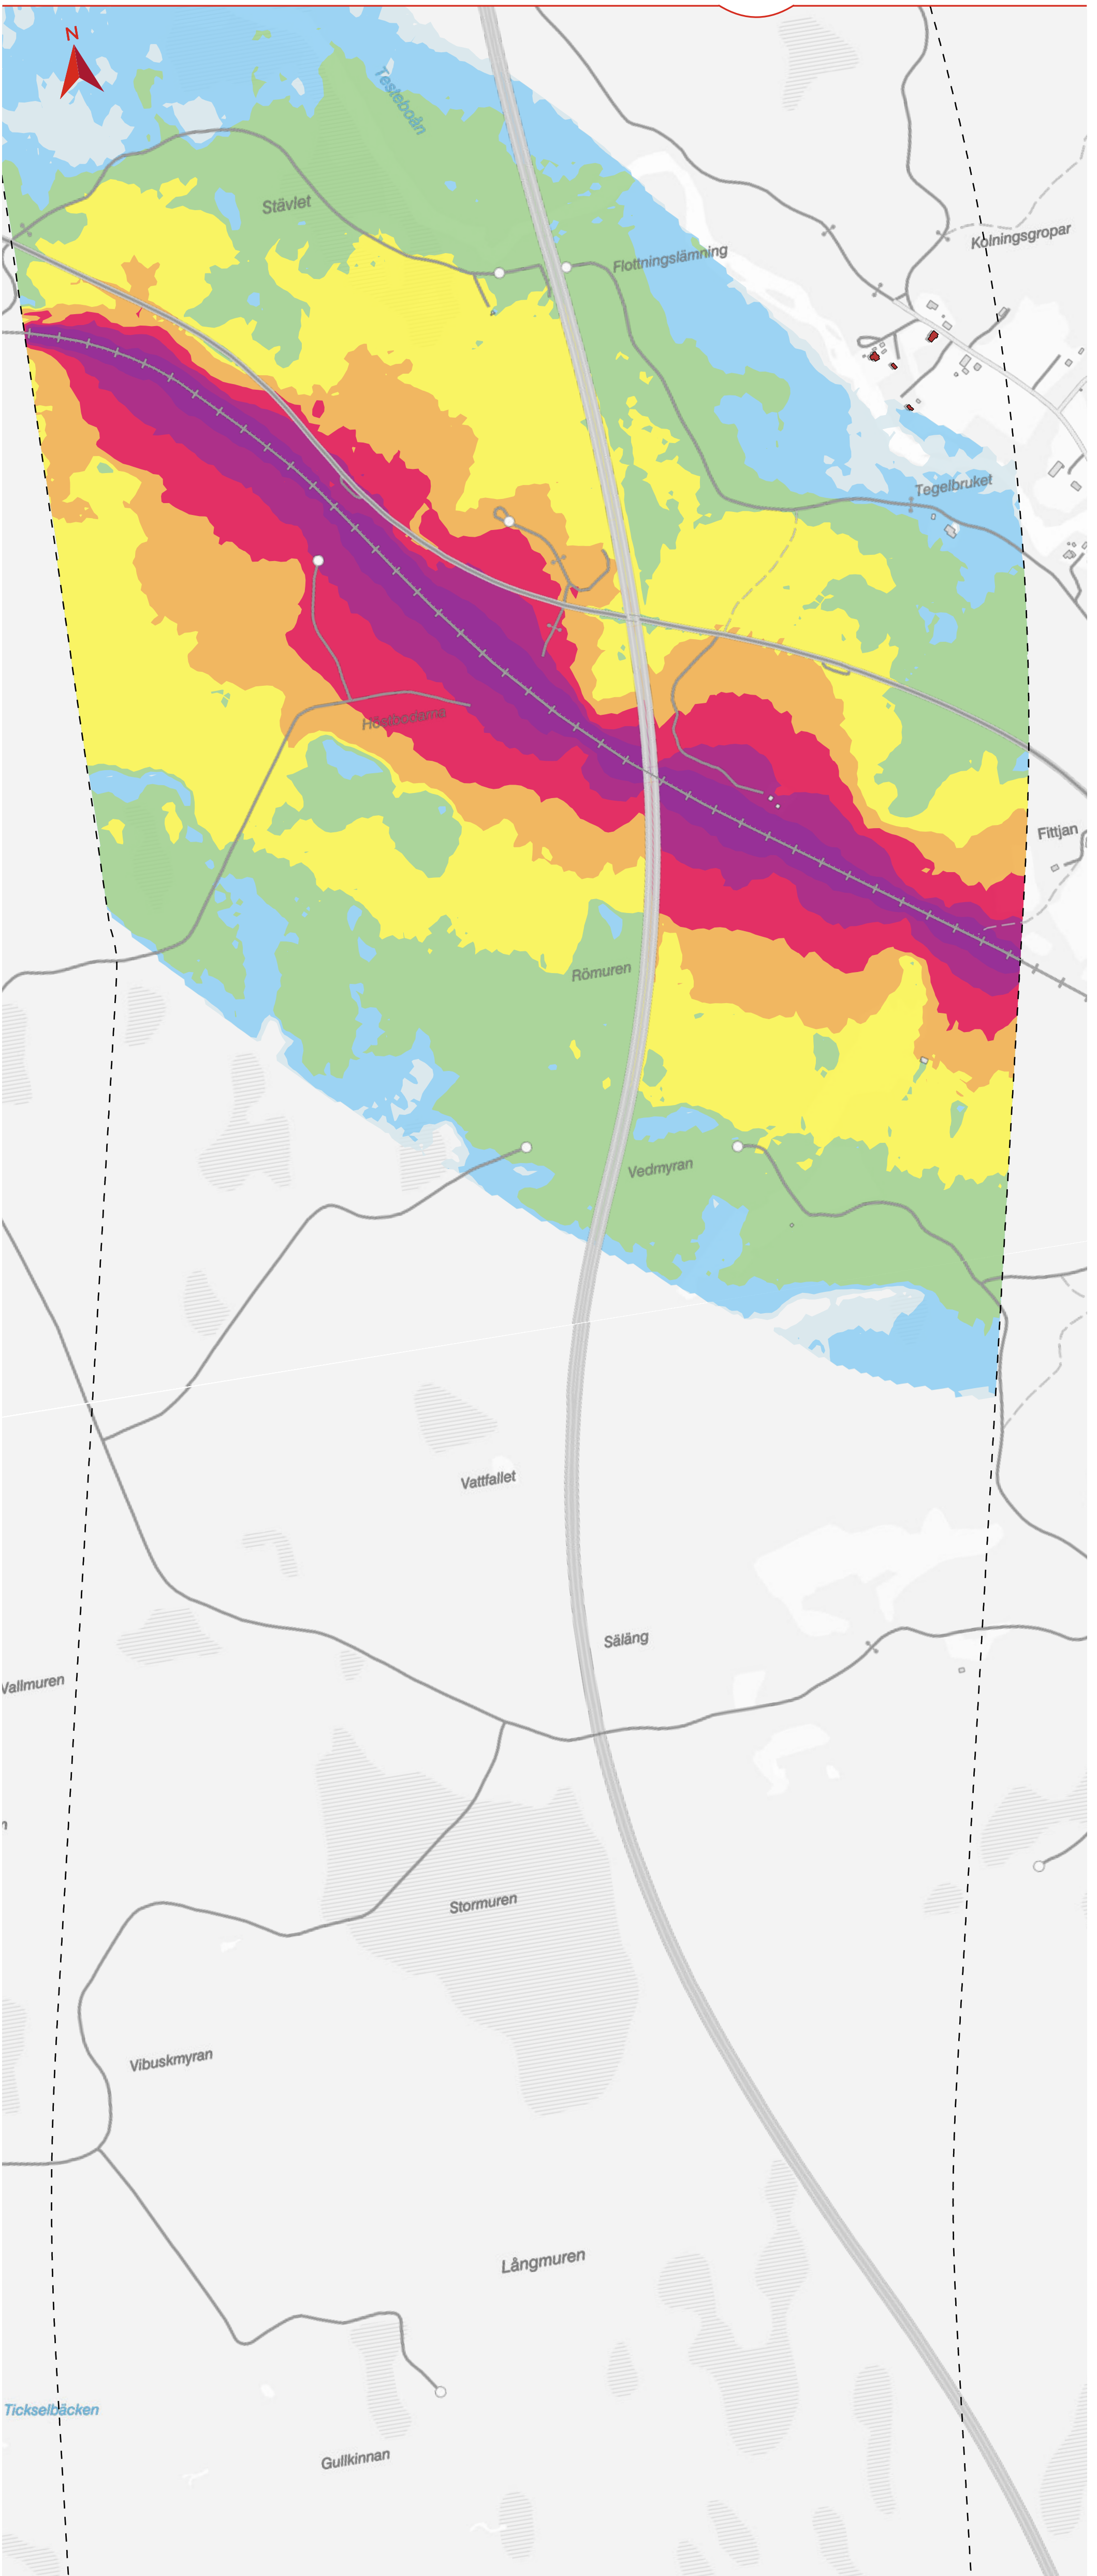 N
Testeboån
Stävlet
Kolningsgropar
Flottningslämning
Tegelbruket
Fittjan
Römuren
Vedmyran
Vattfallet
Säläng
Vallmuren
Stormuren
Vibuskmyran
Långmuren
Tickselbäcken
Gullkinnan